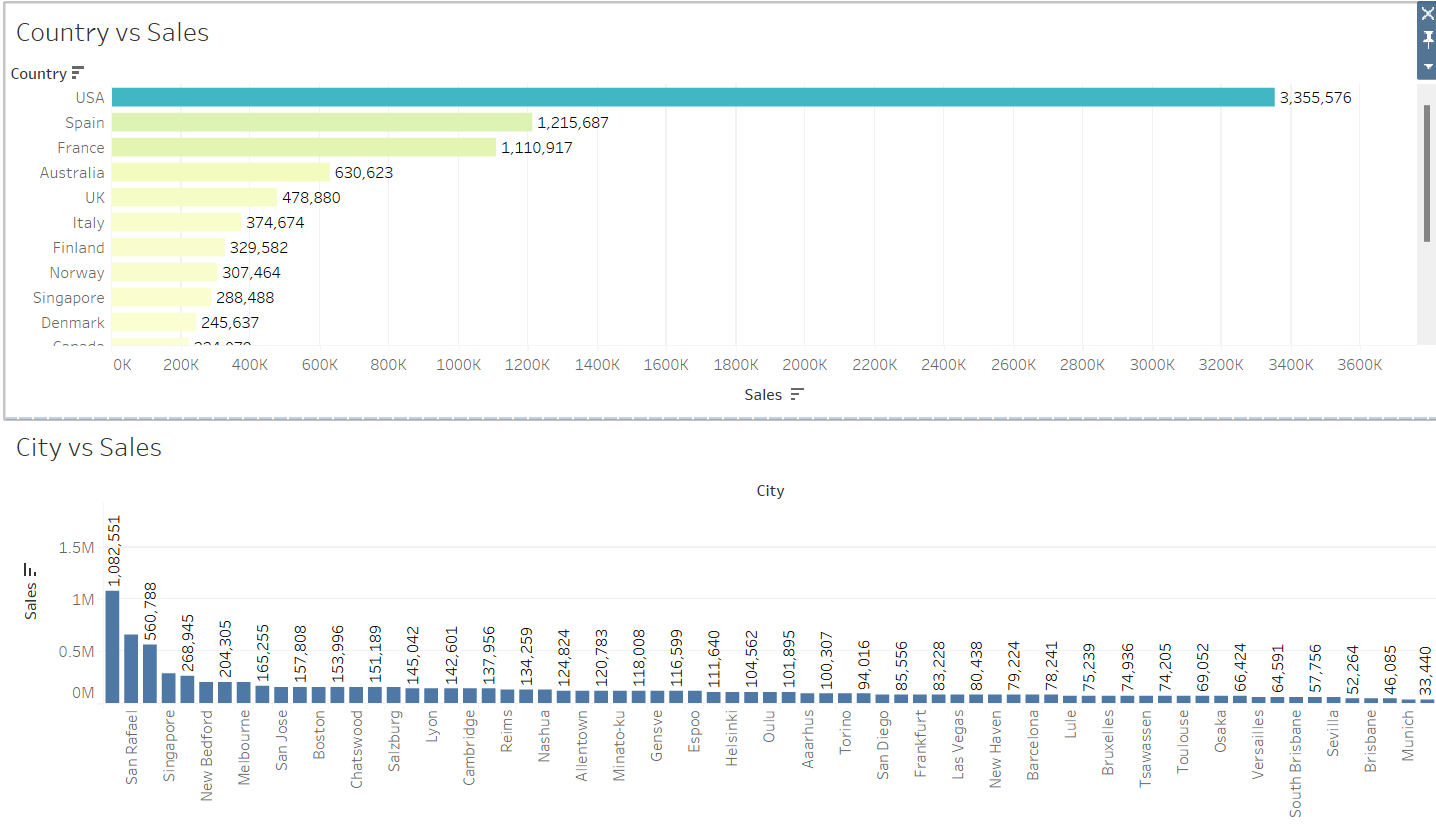 Country vs Sales
Country
USA 3,355,576
Spain 1,215,687
France 1,110,917
Australia 630,623
UK 478,880
Italy 374,674
Finland 329,582
Norway 307,464
Singapore 288,488
Denmark 245,637
Canada
0K 200K 400K 600K 800K 1000K 1200K 1400K 1600K 1800K 2000K 2200K 2400K 2600K 2800K 3000K 3200K 3400K 3600K
Sales
City vs Sales
City
Sales
1.5M
1M
0.5M
0M
1,082,551
560,788
268,945
204,305
165,255
157,808
153,996
151,189
145,042
142,601
137,956
134,259
124,824
120,783
118,008
116,599
111,640
104,562
101,895
100,307
94,016
85,556
83,228
80,438
79,224
78,241
75,239
74,936
74,205
69,052
66,424
64,591
57,756
52,264
46,085
33,440
San Rafael
Singapore
New Bedford
Melbourne
San Jose
Boston
Chatswood
Salzburg
Lyon
Cambridge
Reims
Nashua
Allentown
Minato-ku
Gensve
Espoo
Helsinki
Oulu
Aaarhus
Torino
San Diego
Frankfurt
Las Vegas
New Haven
Barcelona
Lule
Bruxelles
Tsawassen
Toulouse
Osaka
Versailles
South Brisbane
Sevilla
Brisbane
Munich